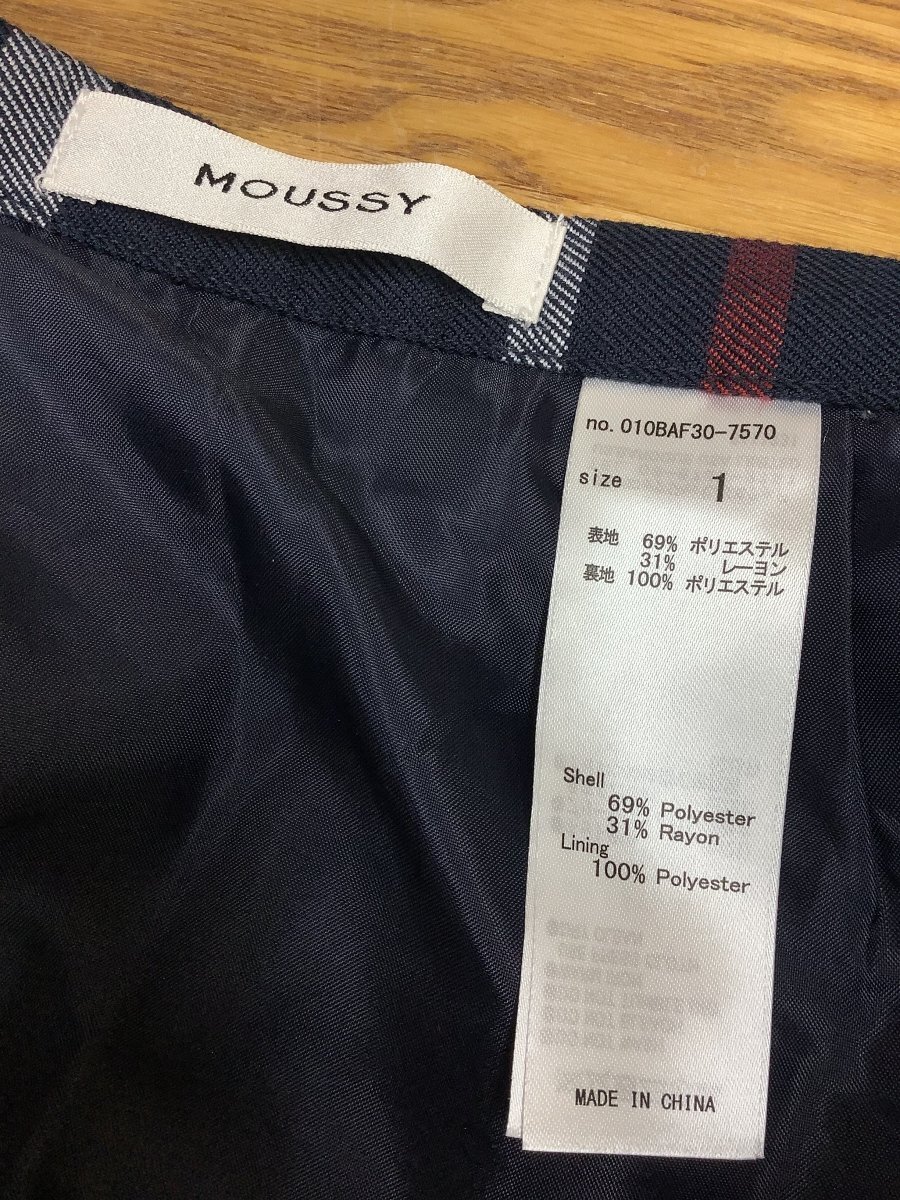 MOUSSY
no. 010BAF30-7570
size 1
表地 69% ポリエステル
31% レーヨン
裏地 100% ポリエステル
Shell
69% Polyester
31% Rayon
Lining
100% Polyester
MADE IN CHINA